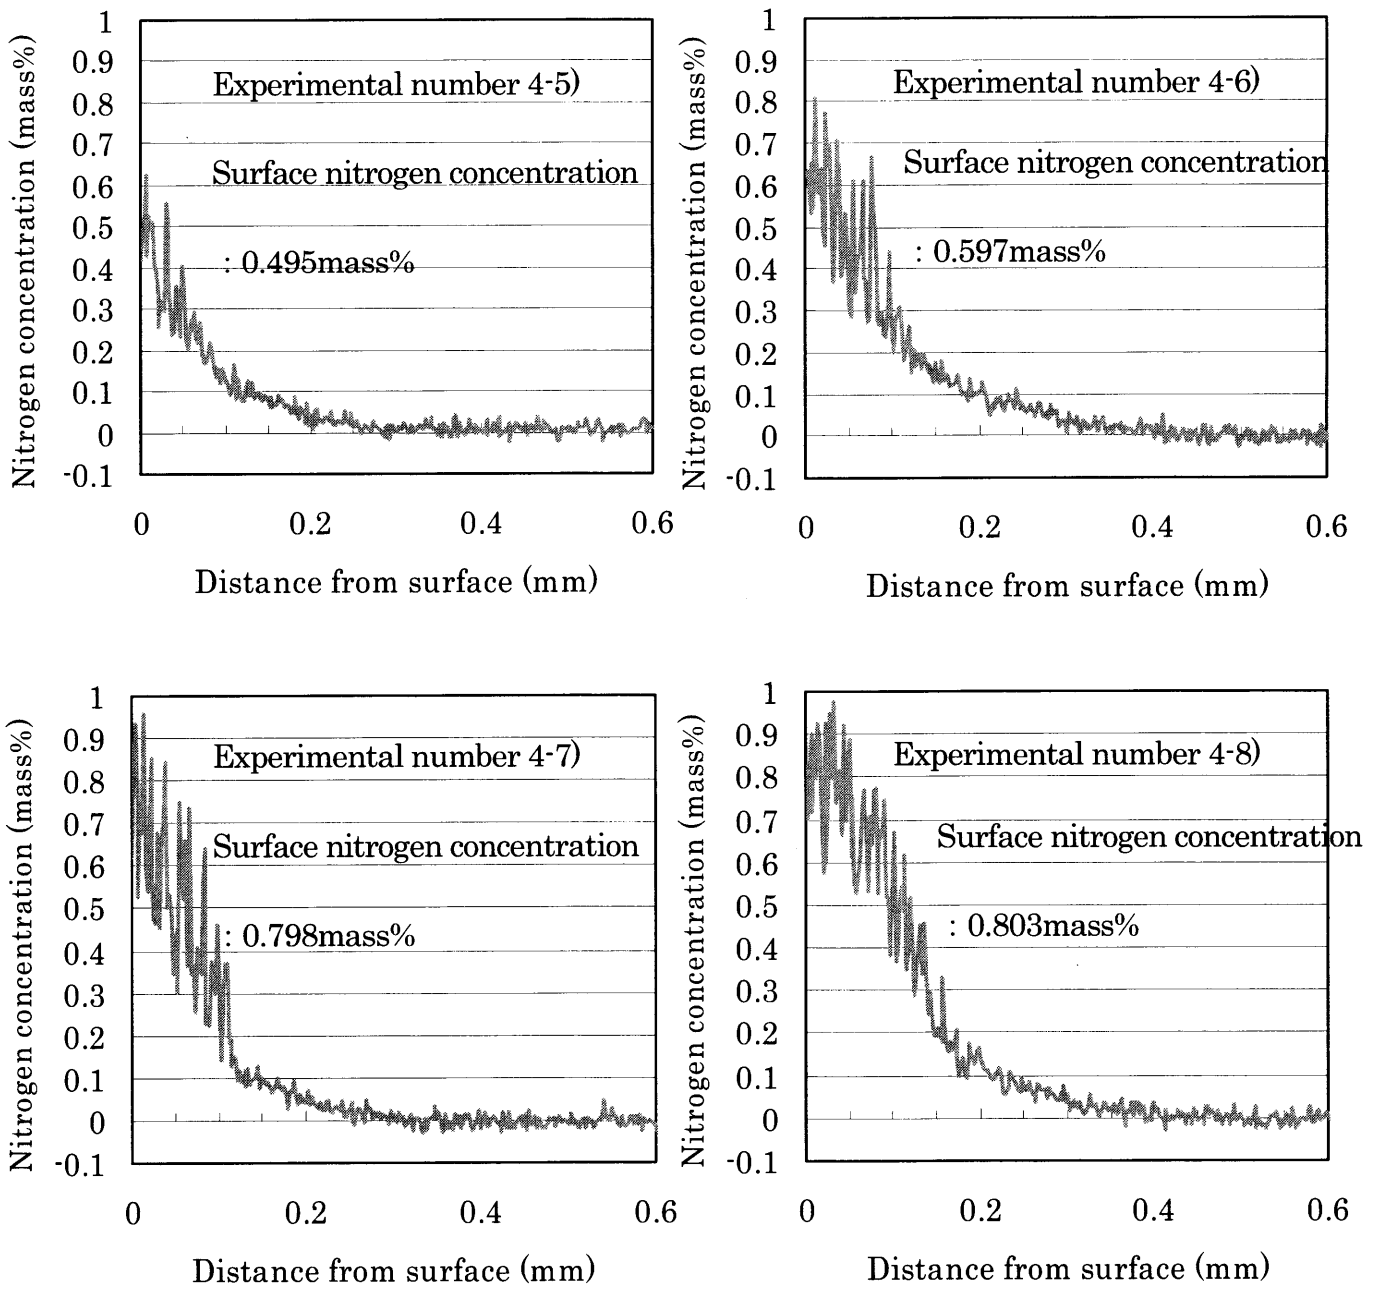 Nitrogen concentration (mass%)
1
0.9
0.8
0.7
0.6
0.5
0.4
0.3
0.2
0.1
0
-0.1
Experimental number 4-5)
Surface nitrogen concentration
: 0.495mass%
0 0.2 0.4 0.6
Distance from surface (mm)
Nitrogen concentration (mass%)
1
0.9
0.8
0.7
0.6
0.5
0.4
0.3
0.2
0.1
0
-0.1
Experimental number 4-6)
Surface nitrogen concentration
: 0.597mass%
0 0.2 0.4 0.6
Distance from surface (mm)
Nitrogen concentration (mass%)
1
0.9
0.8
0.7
0.6
0.5
0.4
0.3
0.2
0.1
0
-0.1
Experimental number 4-7)
Surface nitrogen concentration
: 0.798mass%
0 0.2 0.4 0.6
Distance from surface (mm)
Nitrogen concentration (mass%)
1
0.9
0.8
0.7
0.6
0.5
0.4
0.3
0.2
0.1
0
-0.1
Experimental number 4-8)
Surface nitrogen concentration
: 0.803mass%
0 0.2 0.4 0.6
Distance from surface (mm)